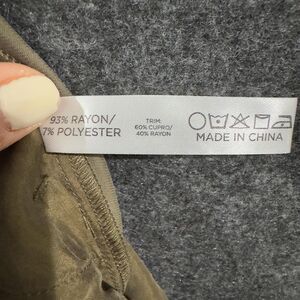 93% RAYON/
7% POLYESTER
TRIM:
60% CUPRO/
40% RAYON
MADE IN CHINA